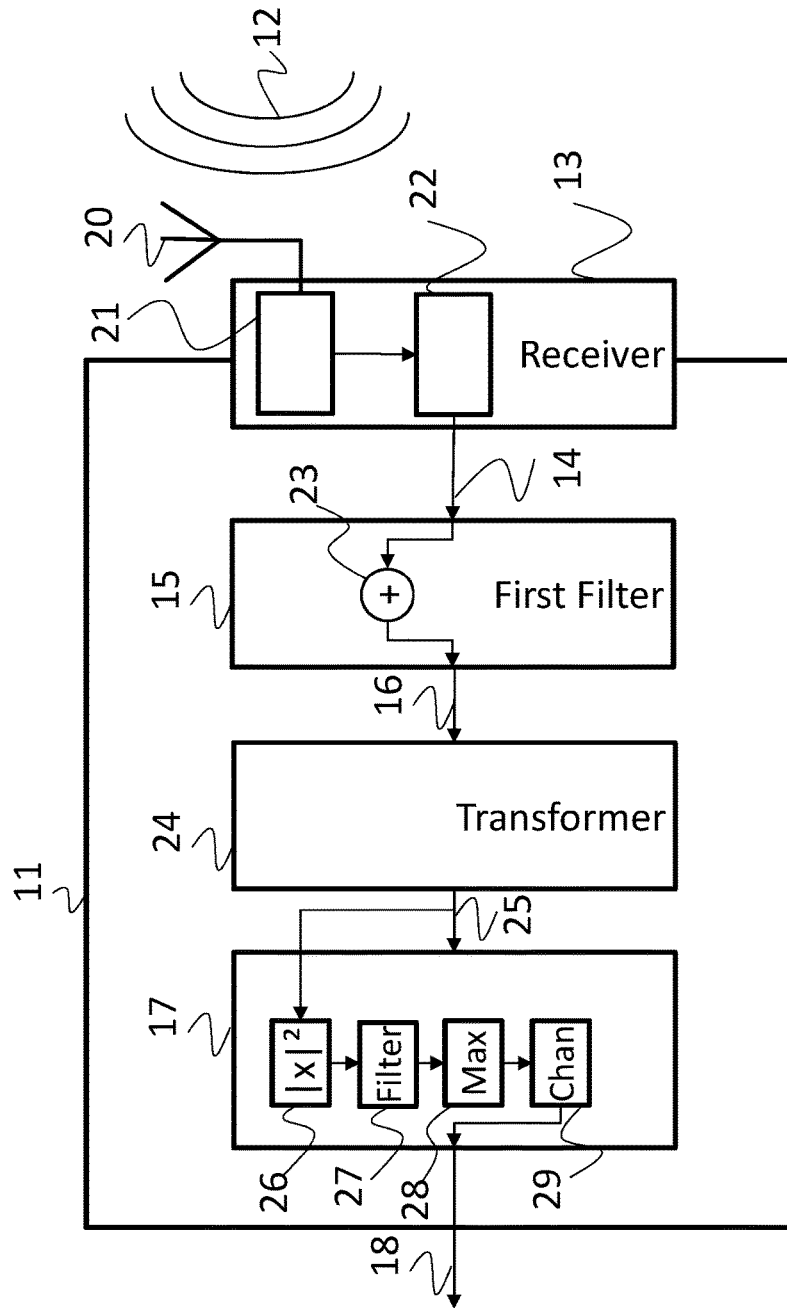 11
12
20
21
22
13
Receiver
14
23
+
15
First Filter
16
24
Transformer
25
17
|x|²
Filter
Max
Chan
26
27
28
29
18